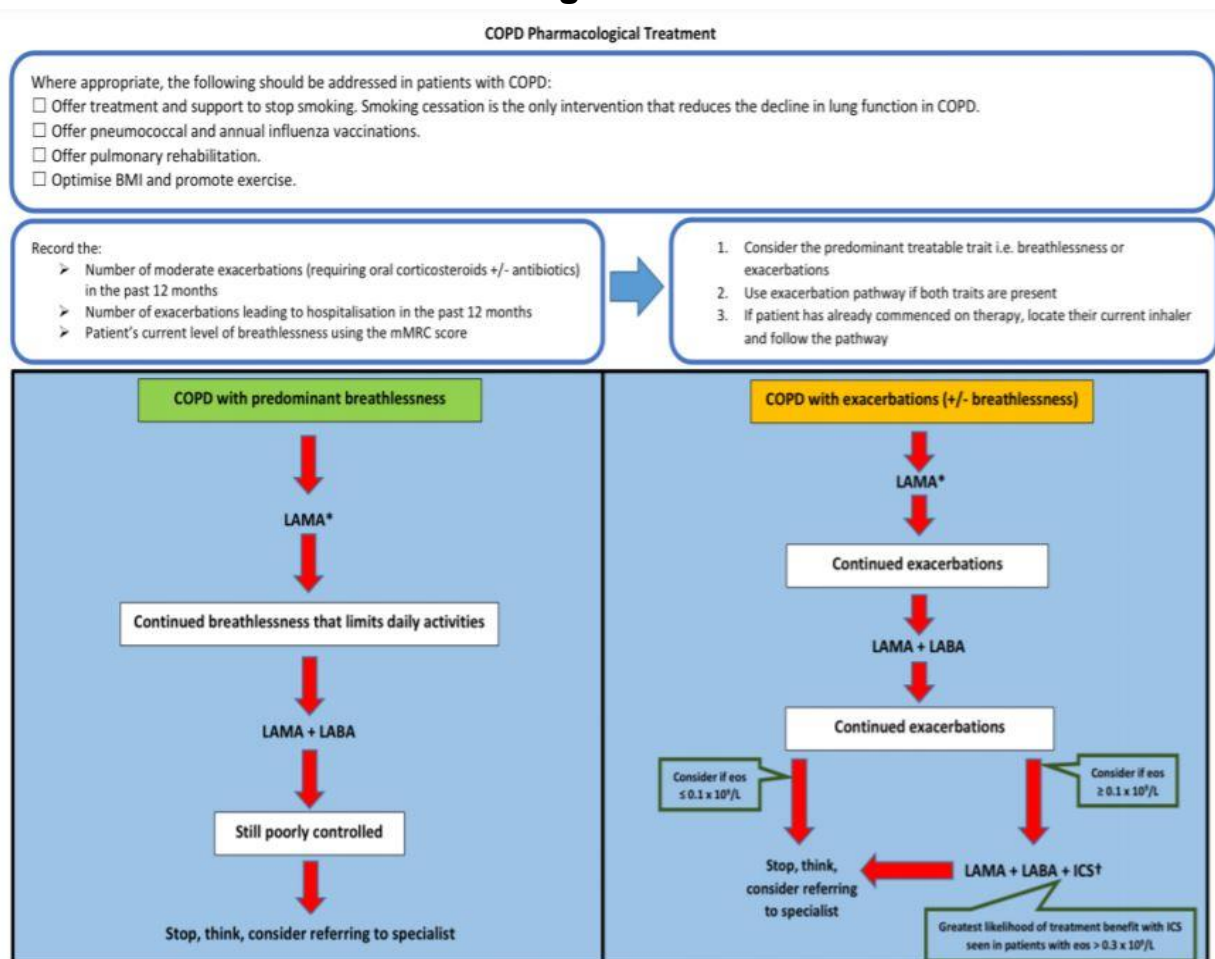 COPD Pharmacological Treatment
Where appropriate, the following should be addressed in patients with COPD:
☐ Offer treatment and support to stop smoking. Smoking cessation is the only intervention that reduces the decline in lung function in COPD.
☐ Offer pneumococcal and annual influenza vaccinations.
☐ Offer pulmonary rehabilitation.
☐ Optimise BMI and promote exercise.
Record the:
➢ Number of moderate exacerbations (requiring oral corticosteroids +/- antibiotics)
in the past 12 months
➢ Number of exacerbations leading to hospitalisation in the past 12 months
➢ Patient's current level of breathlessness using the mMRC score
1. Consider the predominant treatable trait i.e. breathlessness or
exacerbations
2. Use exacerbation pathway if both traits are present
3. If patient has already commenced on therapy, locate their current inhaler
and follow the pathway
COPD with predominant breathlessness
LAMA*
Continued breathlessness that limits daily activities
LAMA + LABA
Still poorly controlled
Stop, think, consider referring to specialist
COPD with exacerbations (+/- breathlessness)
LAMA*
Continued exacerbations
LAMA + LABA
Continued exacerbations
Consider if eos
≤ 0.1 x 10⁹/L
Consider if eos
≥ 0.1 x 10⁹/L
Stop, think,
consider referring
to specialist
LAMA + LABA + ICS†
Greatest likelihood of treatment benefit with ICS
seen in patients with eos > 0.3 x 10⁹/L